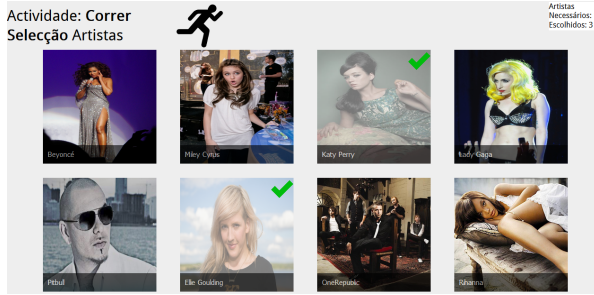 Actividade: Correr
Selecção Artistas
Artistas
Necessários:
Escolhidos: 3
Beyoncé
Miley Cyrus
Katy Perry
Lady Gaga
Pitbull
Elie Goulding
OneRepublic
Rihanna